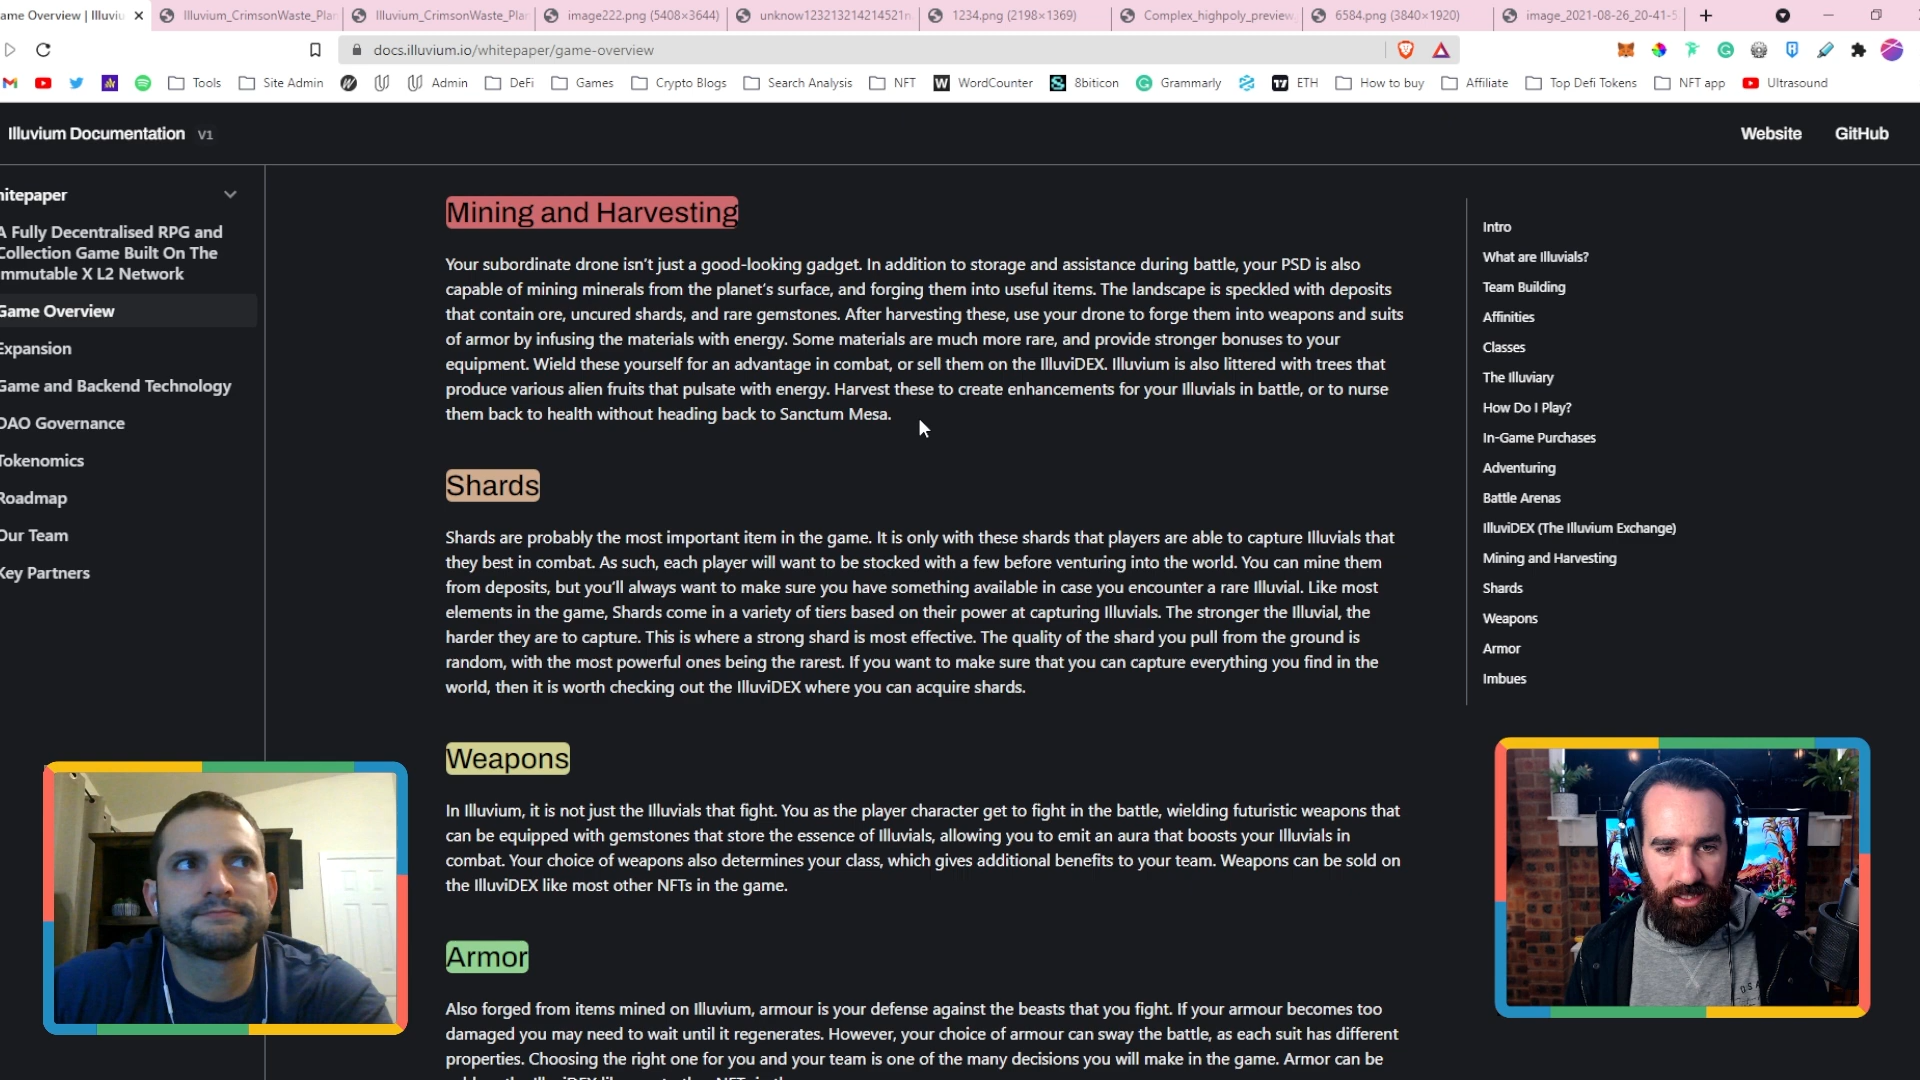 ame Overview | Illuviu
Illuvium_CrimsonWaste_Pla
Illuvium_CrimsonWaste_Pla
image222.png (5408×3644)
unknow123213214214521n
1234.png (2198×1369)
Complex_highpoly_preview
6584.png (3840×1920)
image_2021-08-26_20-41-5
docs.illuvium.io/whitepaper/game-overview
Tools
Site Admin
Admin
DeFi
Games
Crypto Blogs
Search Analysis
NFT
WordCounter
8biticon
Grammarly
ETH
How to buy
Affiliate
Top Defi Tokens
NFT app
Ultrasound
Illuvium Documentation V1
Website
GitHub
hitepaper
A Fully Decentralised RPG and
Collection Game Built On The
mmutable X L2 Network
Game Overview
Expansion
Game and Backend Technology
DAO Governance
Tokenomics
Roadmap
Our Team
Key Partners
Mining and Harvesting
Your subordinate drone isn't just a good-looking gadget. In addition to storage and assistance during battle, your PSD is also
capable of mining minerals from the planet's surface, and forging them into useful items. The landscape is speckled with deposits
that contain ore, uncured shards, and rare gemstones. After harvesting these, use your drone to forge them into weapons and suits
of armor by infusing the materials with energy. Some materials are much more rare, and provide stronger bonuses to your
equipment. Wield these yourself for an advantage in combat, or sell them on the IlluviDEX. Illuvium is also littered with trees that
produce various alien fruits that pulsate with energy. Harvest these to create enhancements for your Illuvials in battle, or to nurse
them back to health without heading back to Sanctum Mesa.
Shards
Shards are probably the most important item in the game. It is only with these shards that players are able to capture Illuvials that
they best in combat. As such, each player will want to be stocked with a few before venturing into the world. You can mine them
from deposits, but you'll always want to make sure you have something available in case you encounter a rare Illuvial. Like most
elements in the game, Shards come in a variety of tiers based on their power at capturing Illuvials. The stronger the Illuvial, the
harder they are to capture. This is where a strong shard is most effective. The quality of the shard you pull from the ground is
random, with the most powerful ones being the rarest. If you want to make sure that you can capture everything you find in the
world, then it is worth checking out the IlluviDEX where you can acquire shards.
Weapons
In Illuvium, it is not just the Illuvials that fight. You as the player character get to fight in the battle, wielding futuristic weapons that
can be equipped with gemstones that store the essence of Illuvials, allowing you to emit an aura that boosts your Illuvials in
combat. Your choice of weapons also determines your class, which gives additional benefits to your team. Weapons can be sold on
the IlluviDEX like most other NFTs in the game.
Armor
Also forged from items mined on Illuvium, armour is your defense against the beasts that you fight. If your armour becomes too
damaged you may need to wait until it regenerates. However, your choice of armour can sway the battle, as each suit has different
properties. Choosing the right one for you and your team is one of the many decisions you will make in the game. Armor can be
Intro
What are Illuvials?
Team Building
Affinities
Classes
The Illuviary
How Do I Play?
In-Game Purchases
Adventuring
Battle Arenas
IlluviDEX (The Illuvium Exchange)
Mining and Harvesting
Shards
Weapons
Armor
Imbues